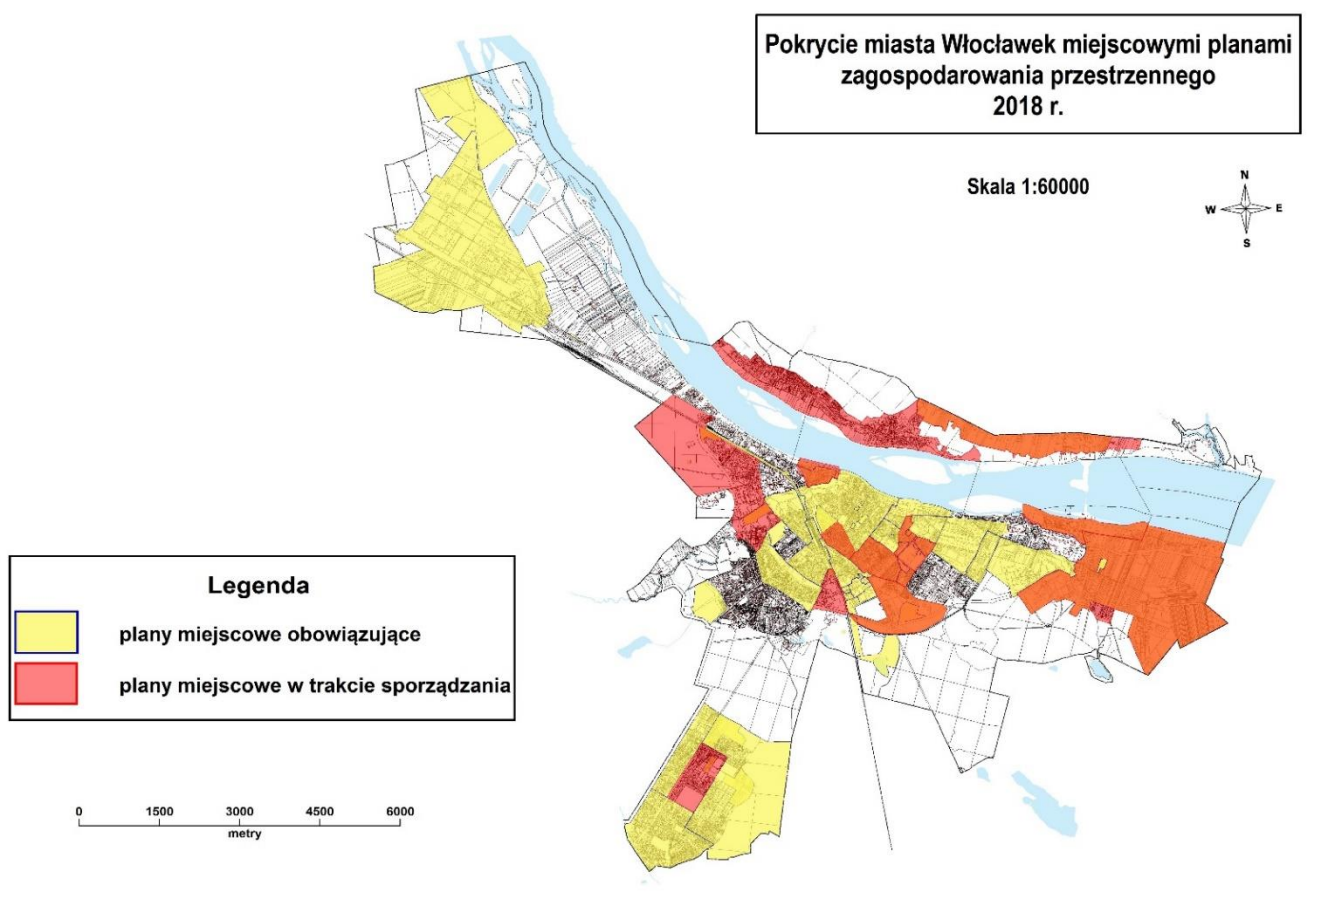 Pokrycie miasta Włocławek miejscowymi planami
zagospodarowania przestrzennego
2018 r.
Skala 1:60000
N
W E
S
Legenda
plany miejscowe obowiązujące
plany miejscowe w trakcie sporządzania
0 1500 3000 4500 6000
metry